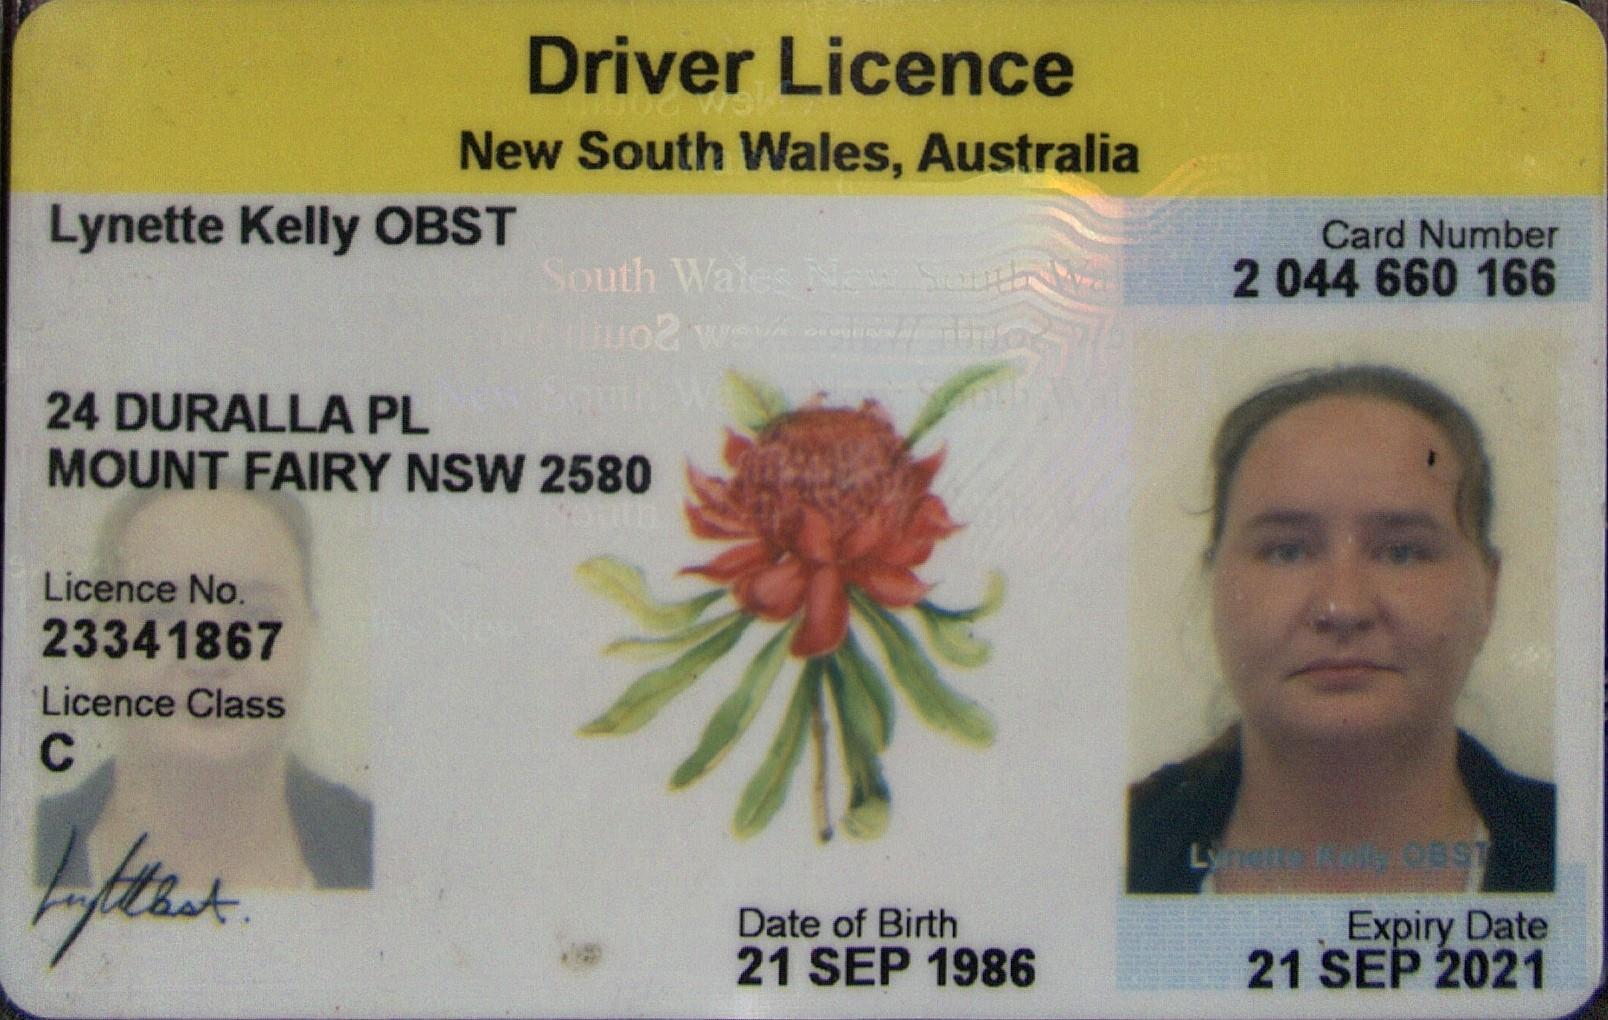 Driver Licence
New South Wales, Australia
Lynette Kelly OBST
Card Number
2 044 660 166
24 DURALLA PL
MOUNT FAIRY NSW 2580
Licence No.
23341867
Licence Class
C
Lynette Kelly OBST
Date of Birth
21 SEP 1986
Expiry Date
21 SEP 2021
South Wales New South Wa